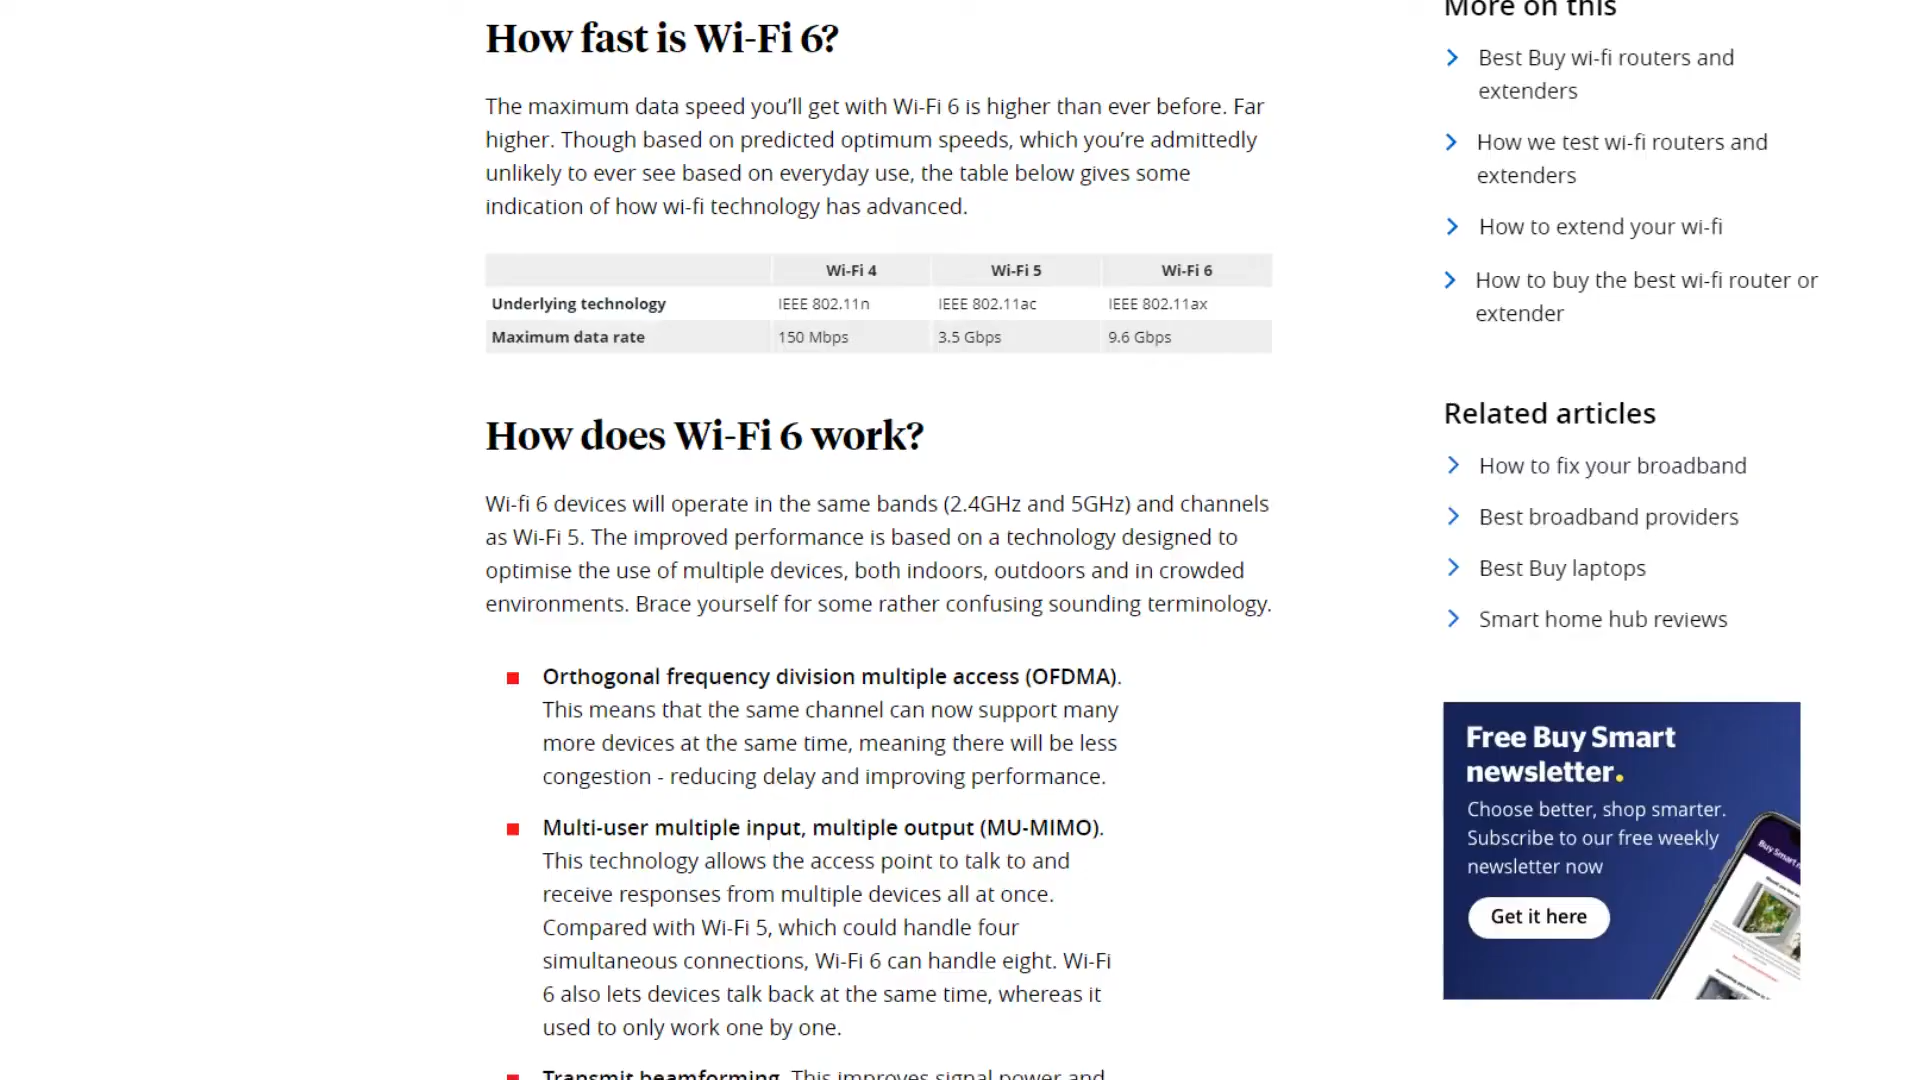 How fast is Wi-Fi 6?
The maximum data speed you'll get with Wi-Fi 6 is higher than ever before. Far
higher. Though based on predicted optimum speeds, which you're admittedly
unlikely to ever see based on everyday use, the table below gives some
indication of how wi-fi technology has advanced.
Wi-Fi 4 Wi-Fi 5 Wi-Fi 6
Underlying technology IEEE 802.11n IEEE 802.11ac IEEE 802.11ax
Maximum data rate 150 Mbps 3.5 Gbps 9.6 Gbps
How does Wi-Fi 6 work?
Wi-fi 6 devices will operate in the same bands (2.4GHz and 5GHz) and channels
as Wi-Fi 5. The improved performance is based on a technology designed to
optimise the use of multiple devices, both indoors, outdoors and in crowded
environments. Brace yourself for some rather confusing sounding terminology.
Orthogonal frequency division multiple access (OFDMA).
This means that the same channel can now support many
more devices at the same time, meaning there will be less
congestion - reducing delay and improving performance.
Multi-user multiple input, multiple output (MU-MIMO).
This technology allows the access point to talk to and
receive responses from multiple devices all at once.
Compared with Wi-Fi 5, which could handle four
simultaneous connections, Wi-Fi 6 can handle eight. Wi-Fi
6 also lets devices talk back at the same time, whereas it
used to only work one by one.
Transmit beamforming. This improves signal power and
More on this
Best Buy wi-fi routers and
extenders
How we test wi-fi routers and
extenders
How to extend your wi-fi
How to buy the best wi-fi router or
extender
Related articles
How to fix your broadband
Best broadband providers
Best Buy laptops
Smart home hub reviews
Free Buy Smart
newsletter.
Choose better, shop smarter.
Subscribe to our free weekly
newsletter now
Get it here
Buy Smart